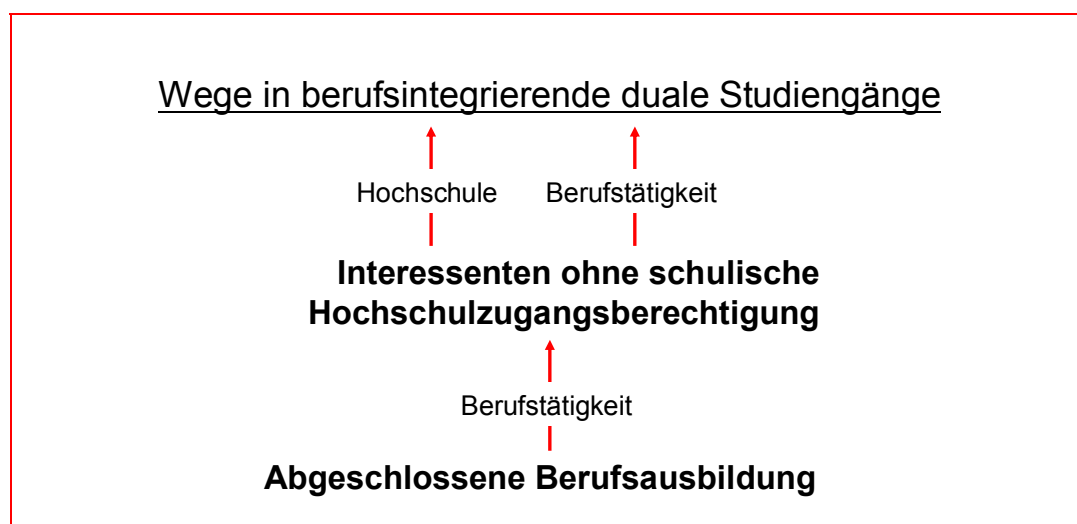 Wege in berufsintegrierende duale Studiengänge
Hochschule Berufstätigkeit
Interessenten ohne schulische
Hochschulzugangsberechtigung
Berufstätigkeit
Abgeschlossene Berufsausbildung